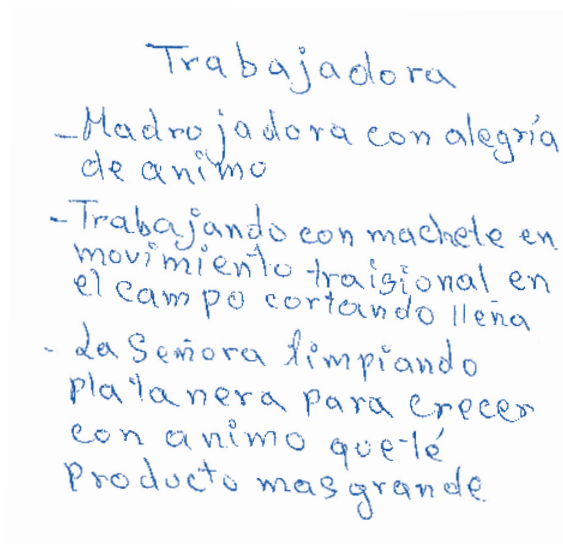 Trabajadora
-Madrojadora con alegría
de animo
-Trabajando con machete en
movimiento traisional en
el campo cortando lleña
- La Señora limpiando
platanera para crecer
con animo que té
Producto mas grande